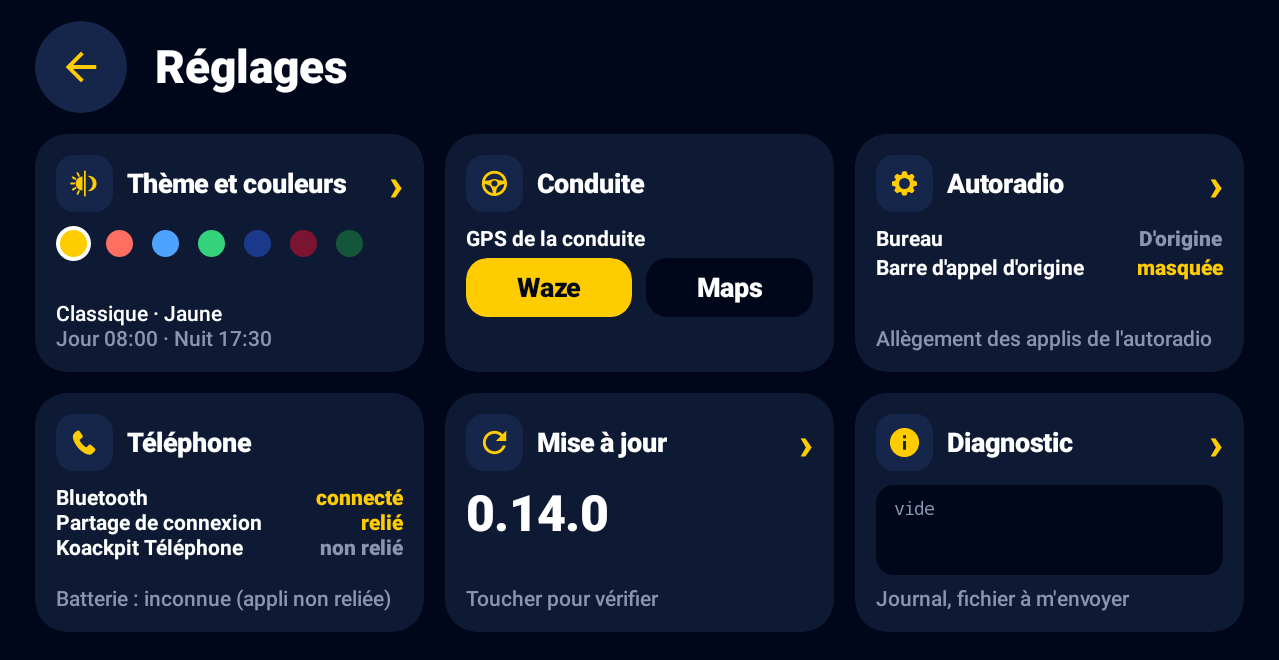 Réglages
Thème et couleurs
Classique · Jaune
Jour 08:00 · Nuit 17:30
Conduite
GPS de la conduite
Waze Maps
Autoradio
Bureau D'origine
Barre d'appel d'origine masquée
Allègement des applis de l'autoradio
Téléphone
Bluetooth connecté
Partage de connexion relié
Koackpit Téléphone non relié
Batterie : inconnue (appli non reliée)
Mise à jour
0.14.0
Toucher pour vérifier
Diagnostic
vide
Journal, fichier à m'envoyer